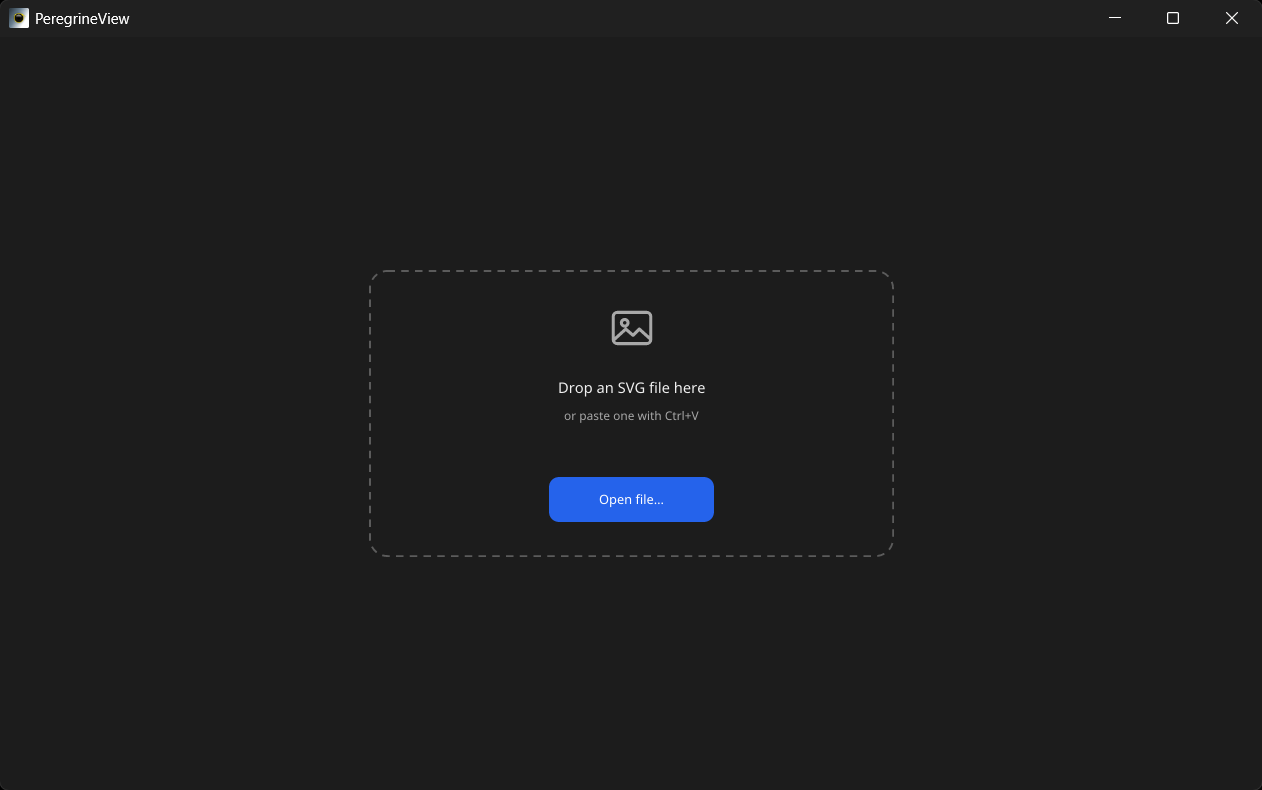 PeregrineView
Drop an SVG file here
or paste one with Ctrl+V
Open file...